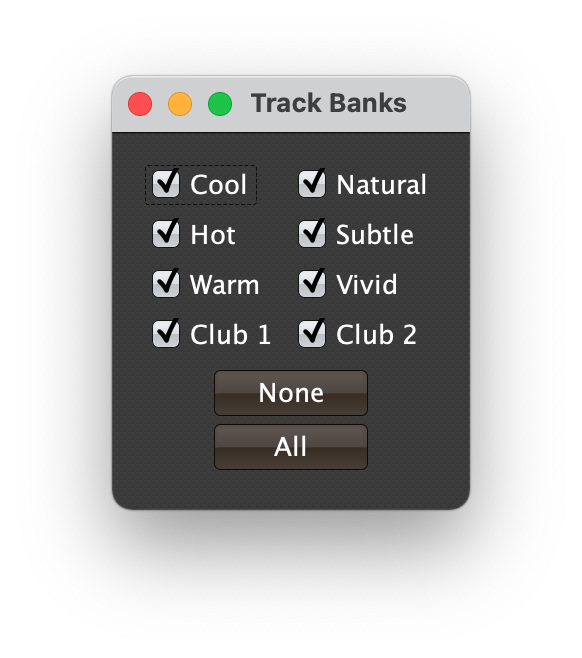 Track Banks
Cool Natural
Hot Subtle
Warm Vivid
Club 1 Club 2
None
All